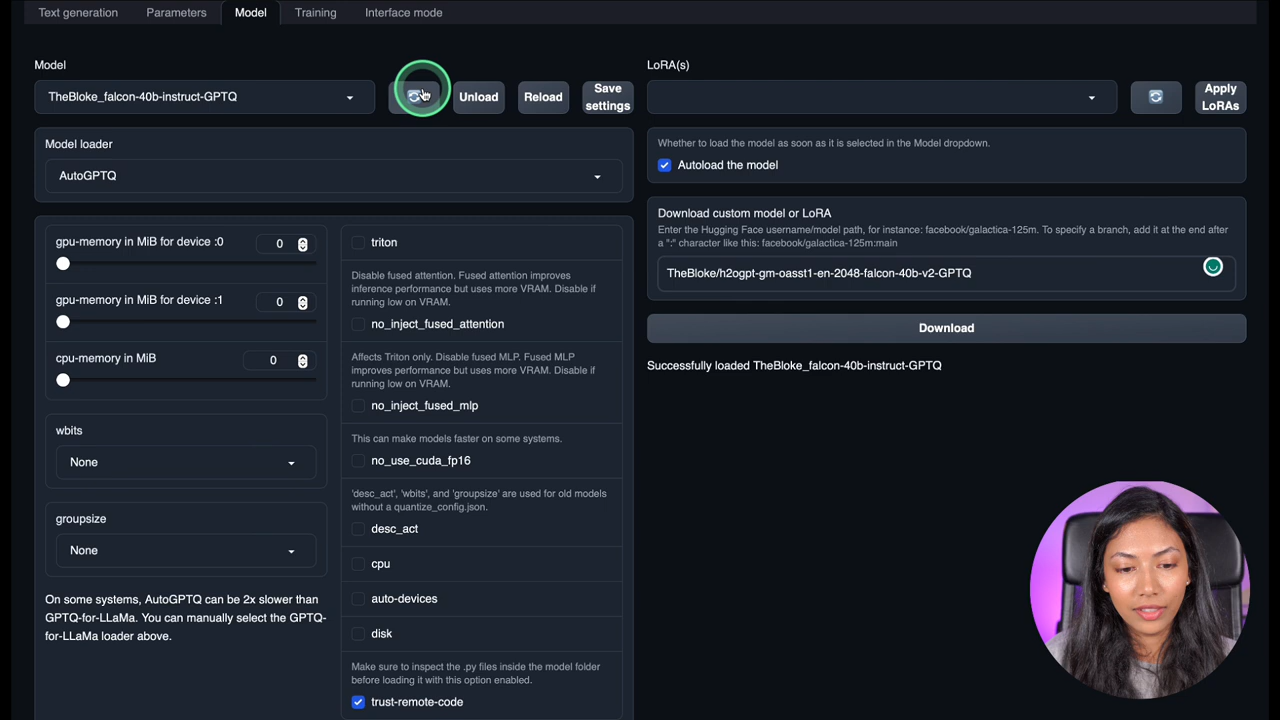 Text generation
Parameters
Model
Training
Interface mode
Model
TheBloke_falcon-40b-instruct-GPTQ
Unload
Reload
Save
settings
Model loader
AutoGPTQ
gpu-memory in MiB for device :0
0
gpu-memory in MiB for device :1
0
cpu-memory in MiB
0
wbits
None
groupsize
None
On some systems, AutoGPTQ can be 2x slower than
GPTQ-for-LLaMa. You can manually select the GPTQ-
for-LLaMa loader above.
triton
Disable fused attention. Fused attention improves
inference performance but uses more VRAM. Disable if
running low on VRAM.
no_inject_fused_attention
Affects Triton only. Disable fused MLP. Fused MLP
improves performance but uses more VRAM. Disable if
running low on VRAM.
no_inject_fused_mlp
This can make models faster on some systems.
no_use_cuda_fp16
'desc_act', 'wbits', and 'groupsize' are used for old models
without a quantize_config.json.
desc_act
cpu
auto-devices
disk
Make sure to inspect the .py files inside the model folder
before loading it with this option enabled.
trust-remote-code
LoRA(s)
Apply
LoRAs
Whether to load the model as soon as it is selected in the Model dropdown.
Autoload the model
Download custom model or LoRA
Enter the Hugging Face username/model path, for instance: facebook/galactica-125m. To specify a branch, add it at the end after
a ":" character like this: facebook/galactica-125m:main
TheBloke/h2ogpt-gm-oasst1-en-2048-falcon-40b-v2-GPTQ
Download
Successfully loaded TheBloke_falcon-40b-instruct-GPTQ